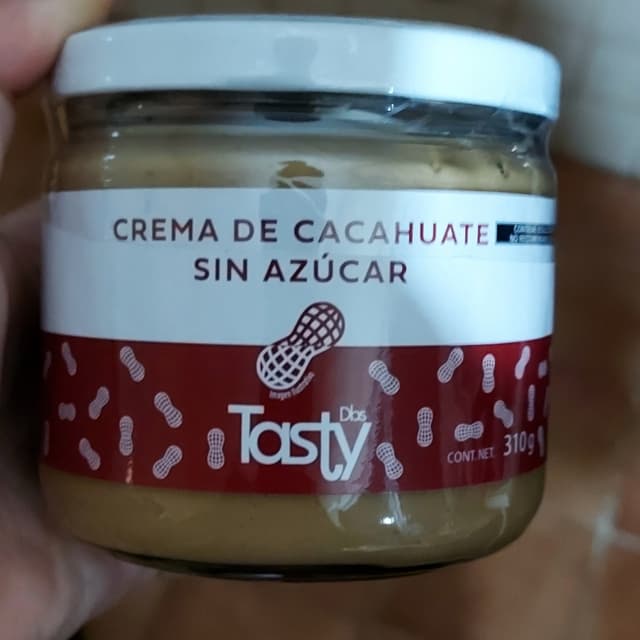 CREMA DE CACAHUATE
SIN AZÚCAR
Dbs
Tasty
CONT. NET. 310g